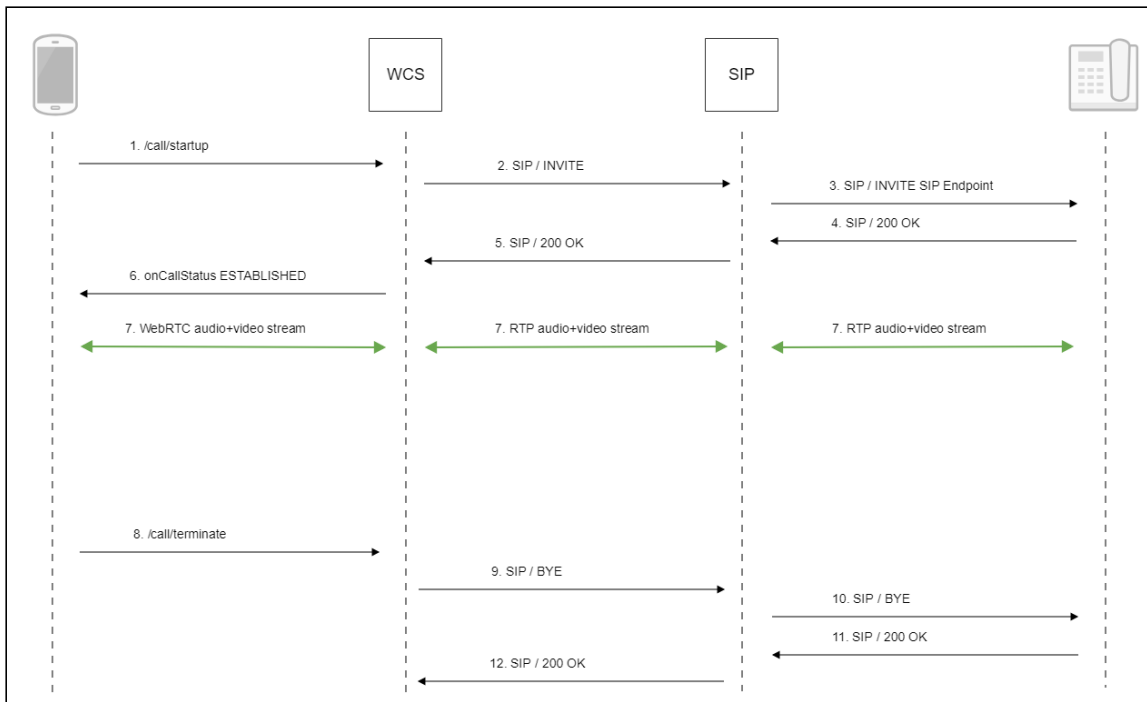 WCS
SIP
1. /call/startup
2. SIP / INVITE
3. SIP / INVITE SIP Endpoint
4. SIP / 200 OK
5. SIP / 200 OK
6. onCallStatus ESTABLISHED
7. WebRTC audio+video stream
7. RTP audio+video stream
7. RTP audio+video stream
8. /call/terminate
9. SIP / BYE
10. SIP / BYE
11. SIP / 200 OK
12. SIP / 200 OK